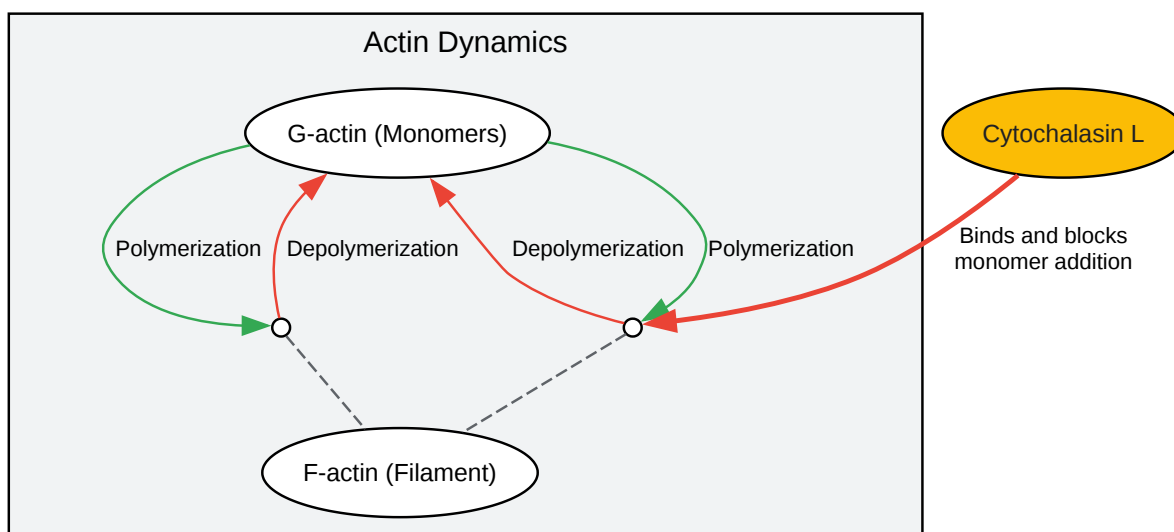 Actin Dynamics
G-actin (Monomers)
Cytochalasin L
Polymerization
Depolymerization
Depolymerization
Polymerization
Binds and blocks
monomer addition
F-actin (Filament)